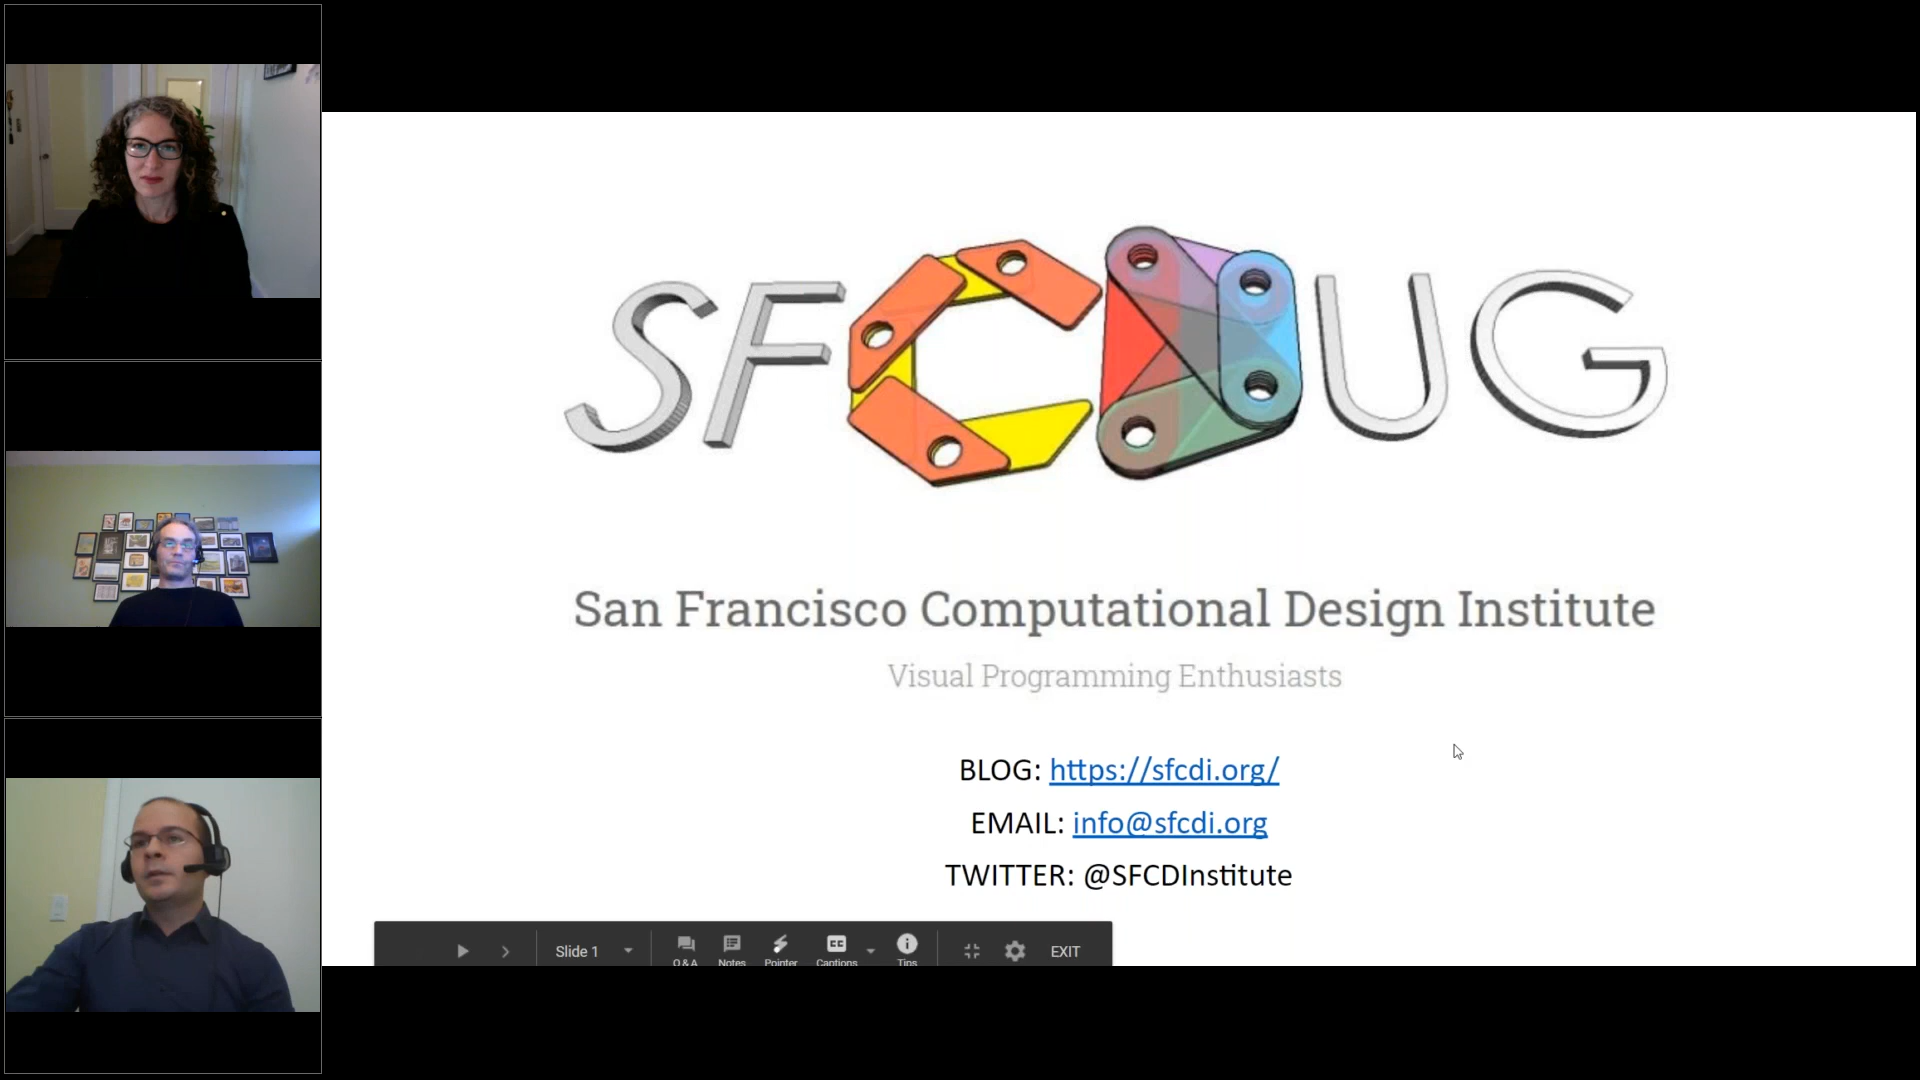 SFCDUG
San Francisco Computational Design Institute
Visual Programming Enthusiasts
BLOG: https://sfcdi.org/
EMAIL: info@sfcdi.org
TWITTER: @SFCDInstitute
Slide 1 Q&A Notes Pointer Captions Tips EXIT